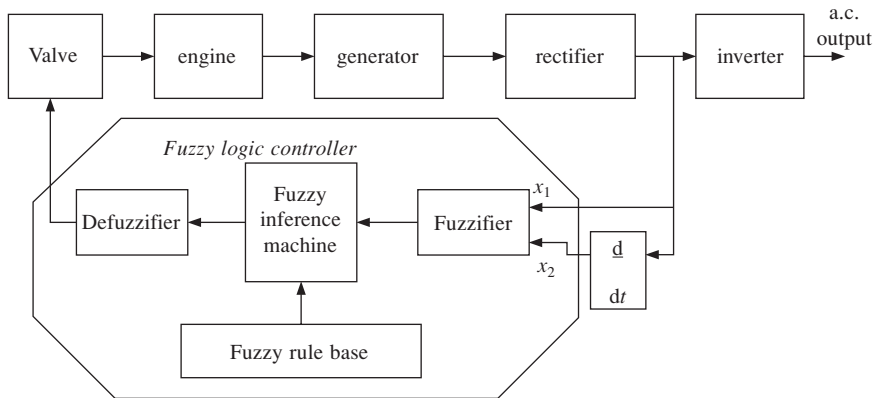 a.c.
output
Valve
engine
generator
rectifier
inverter
Fuzzy logic controller
Defuzzifier
Fuzzy
inference
machine
Fuzzifier
x₁
x₂
d
dt
Fuzzy rule base